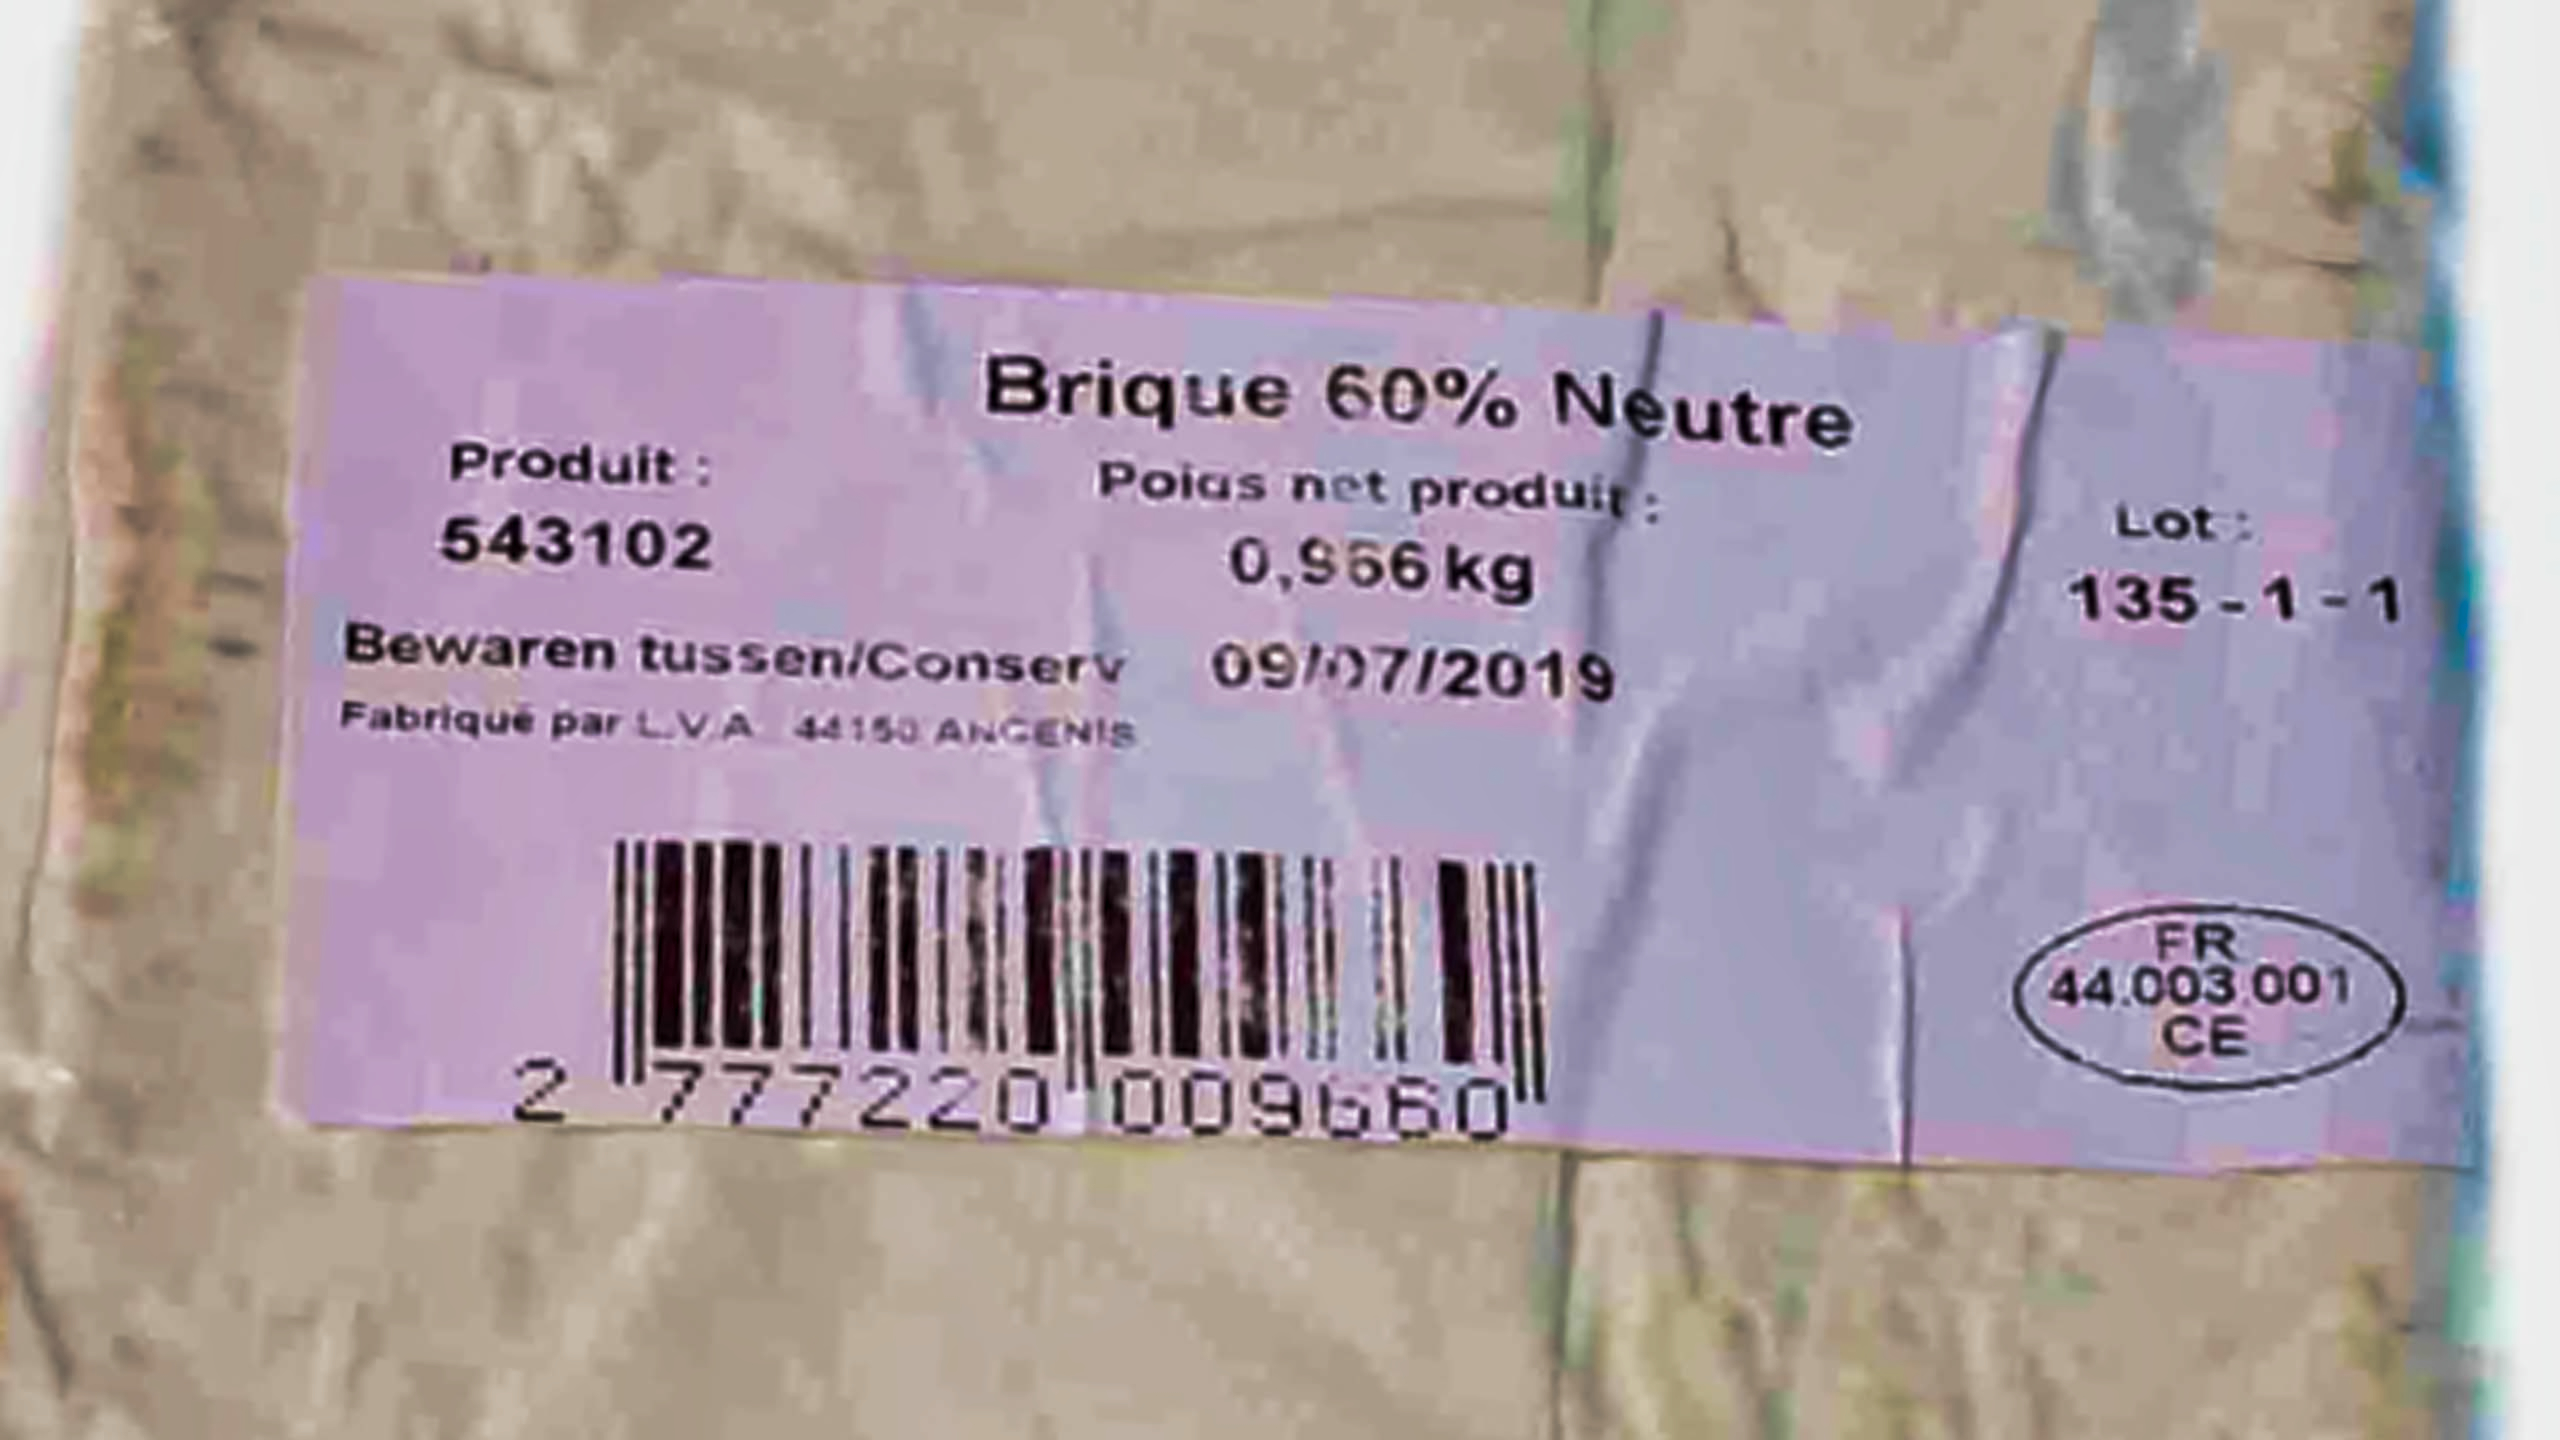 Brique 60% Neutre
Produit : Poids net produit : Lot :
543102 0,966 kg 135 - 1 - 1
Bewaren tussen/Conserv 09/07/2019
Fabriqué par L.V.A 44150 ANCENIS
2 777220 009660
FR
44.003.001
CE